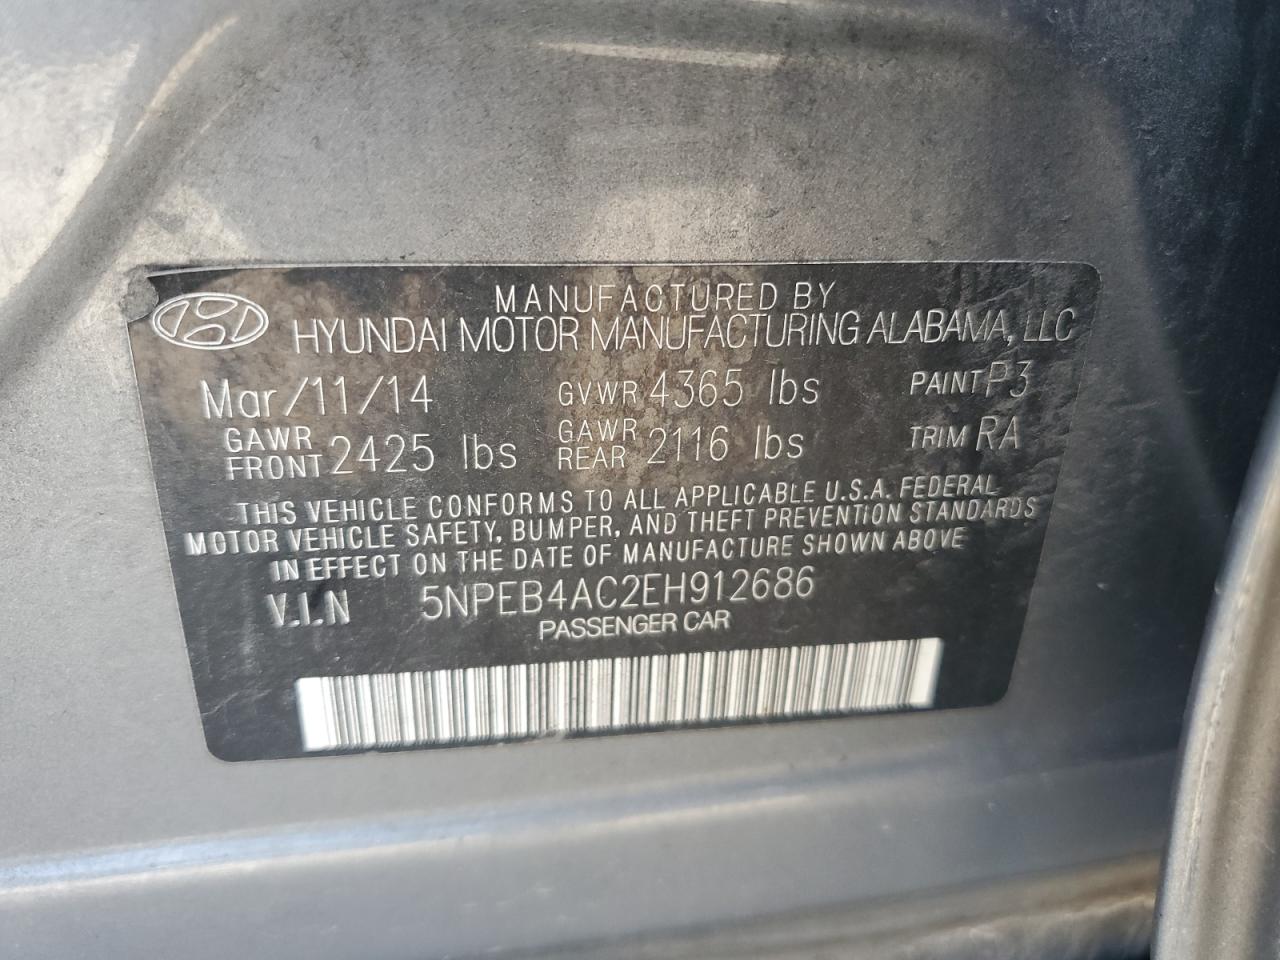 MANUFACTURED BY
HYUNDAI MOTOR MANUFACTURING ALABAMA, LLC
Mar/11/14 GVWR 4365 lbs PAINT P3
GAWR FRONT 2425 lbs GAWR REAR 2116 lbs TRIM RA
THIS VEHICLE CONFORMS TO ALL APPLICABLE U.S.A. FEDERAL
MOTOR VEHICLE SAFETY, BUMPER, AND THEFT PREVENTION STANDARDS
IN EFFECT ON THE DATE OF MANUFACTURE SHOWN ABOVE
V.I.N 5NPEB4AC2EH912686
PASSENGER CAR